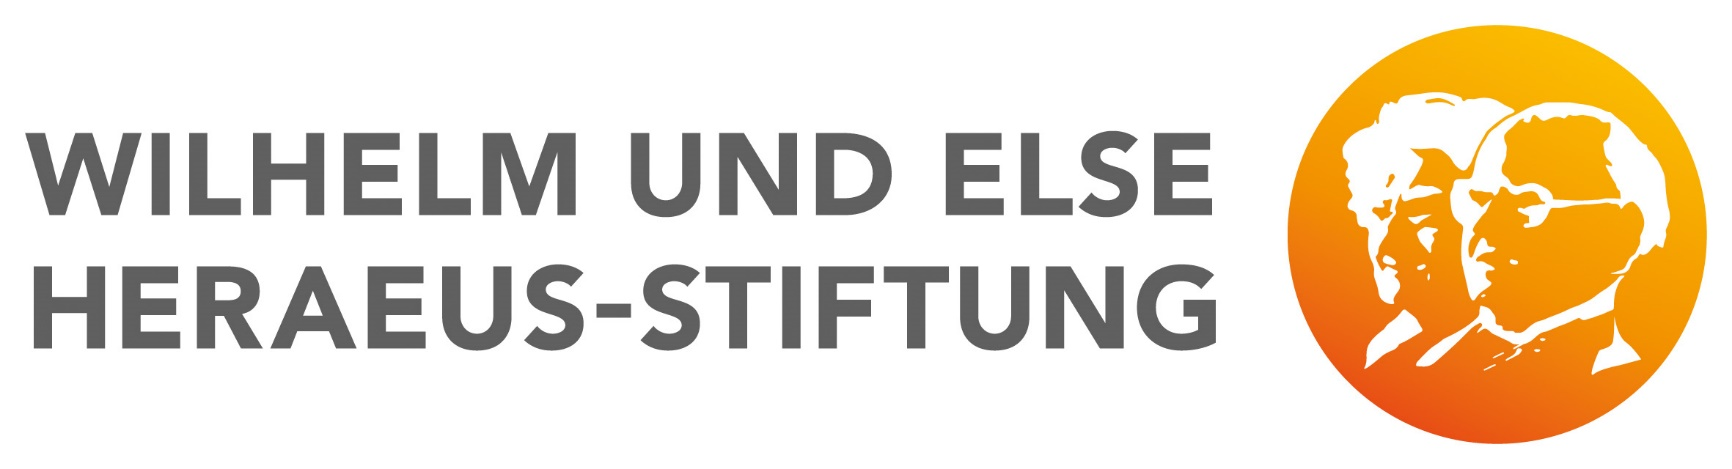 WILHELM UND ELSE
HERAEUS-STIFTUNG